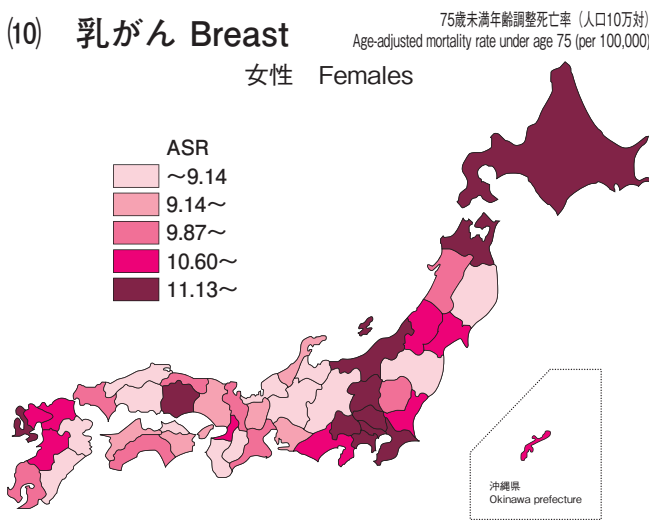 ⑽ 乳がん Breast
75歳未満年齢調整死亡率（人口10万対）
Age-adjusted mortality rate under age 75 (per 100,000)
女性 Females
ASR
～9.14
9.14～
9.87～
10.60～
11.13～
沖縄県
Okinawa prefecture